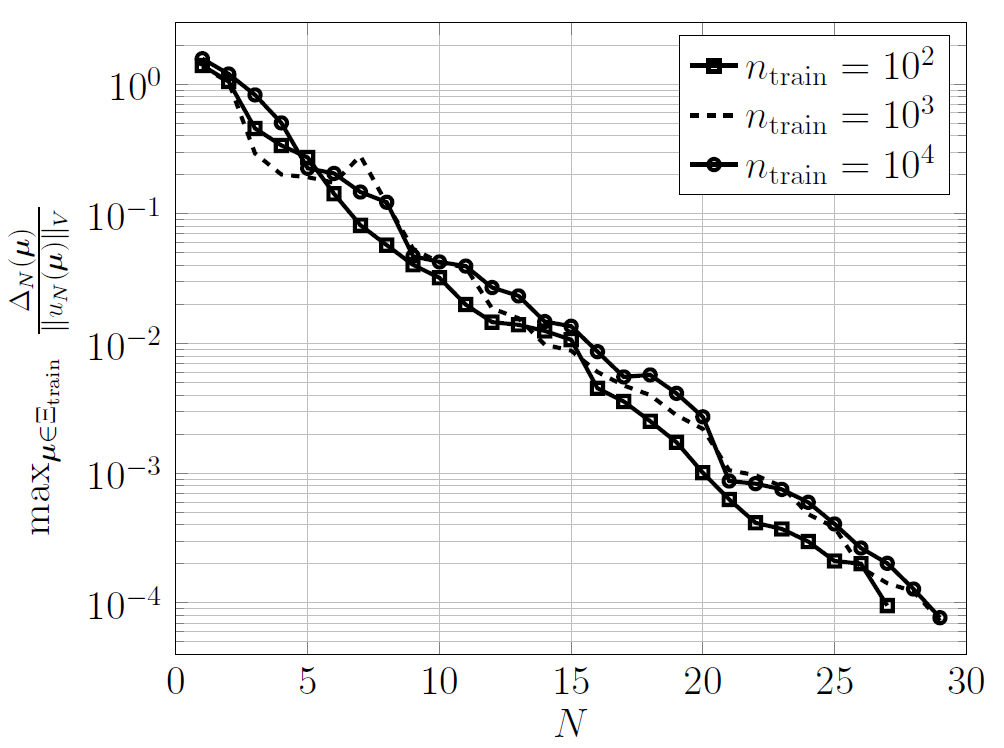 n_train = 10^2
n_train = 10^3
n_train = 10^4
10^0
10^−1
10^−2
10^−3
10^−4
max_{μ∈Ξ_train} Δ_N(μ) / ‖u_N(μ)‖_V
0 5 10 15 20 25 30
N